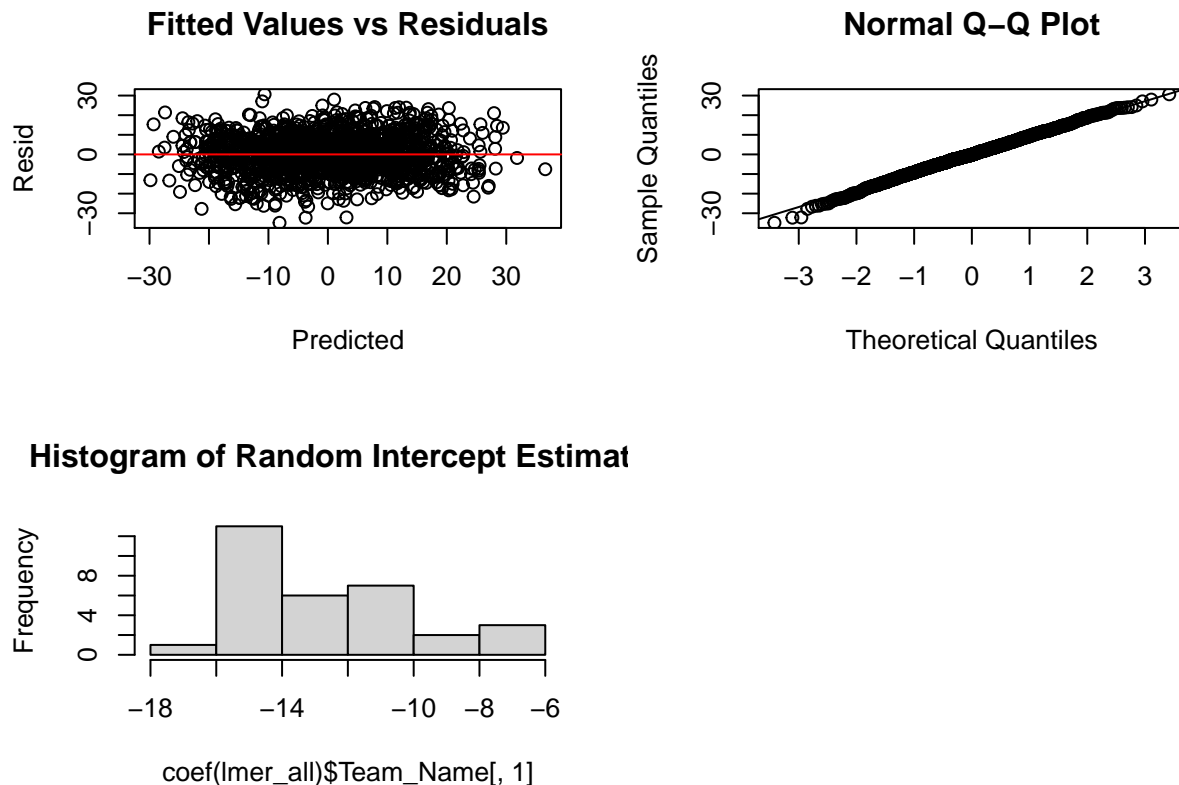 Fitted Values vs Residuals
Resid
−30 0 30
−30 −10 0 10 20 30
Predicted
Normal Q−Q Plot
Sample Quantiles
−30 0 30
−3 −2 −1 0 1 2 3
Theoretical Quantiles
Histogram of Random Intercept Estimat
Frequency
0 4 8
−18 −14 −10 −8 −6
coef(lmer_all)$Team_Name[, 1]